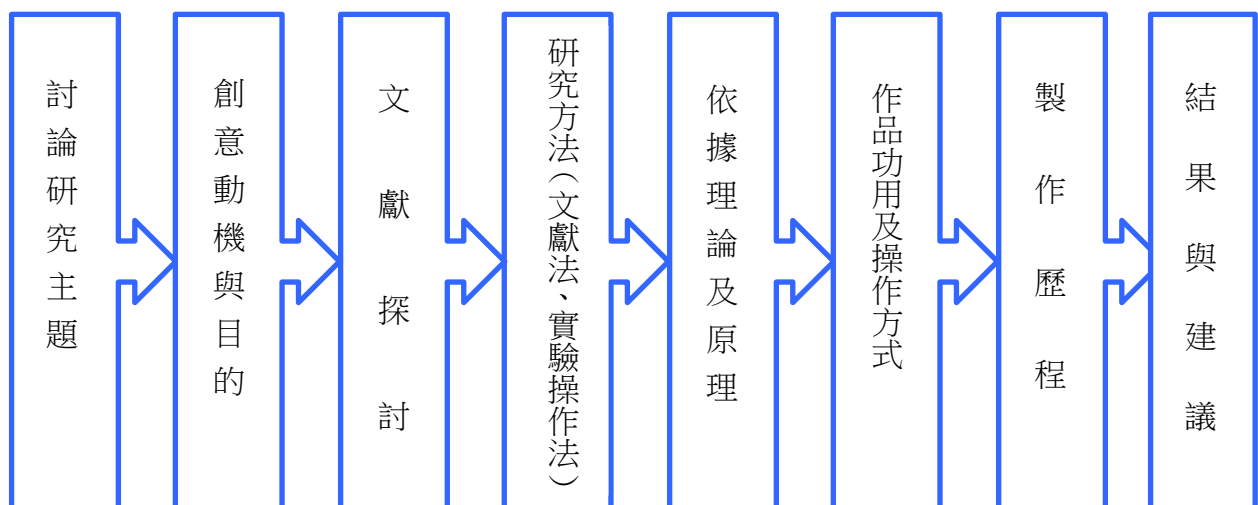 討論研究主題
創意動機與目的
文獻探討
研究方法（文獻法、實驗操作法）
依據理論及原理
作品功用及操作方式
製作歷程
結果與建議